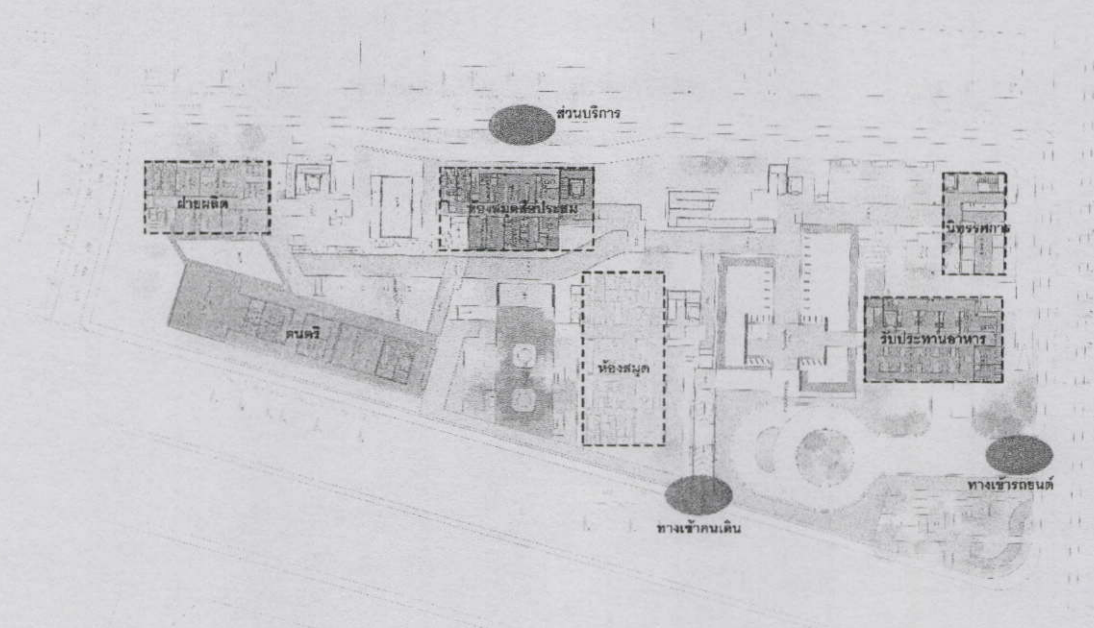 ส่วนบริการ
ฝ่ายผลิต
ห้องสมุดสื่อประสม
นิทรรศการ
ดนตรี
รับประทานอาหาร
ห้องสมุด
ทางเข้ารถยนต์
ทางเข้าคนเดิน